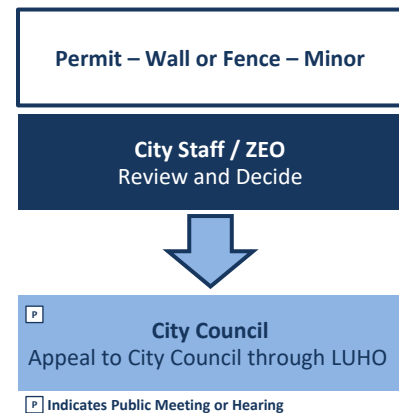 Permit – Wall or Fence – Minor
City Staff / ZEO
Review and Decide
P
City Council
Appeal to City Council through LUHO
P Indicates Public Meeting or Hearing